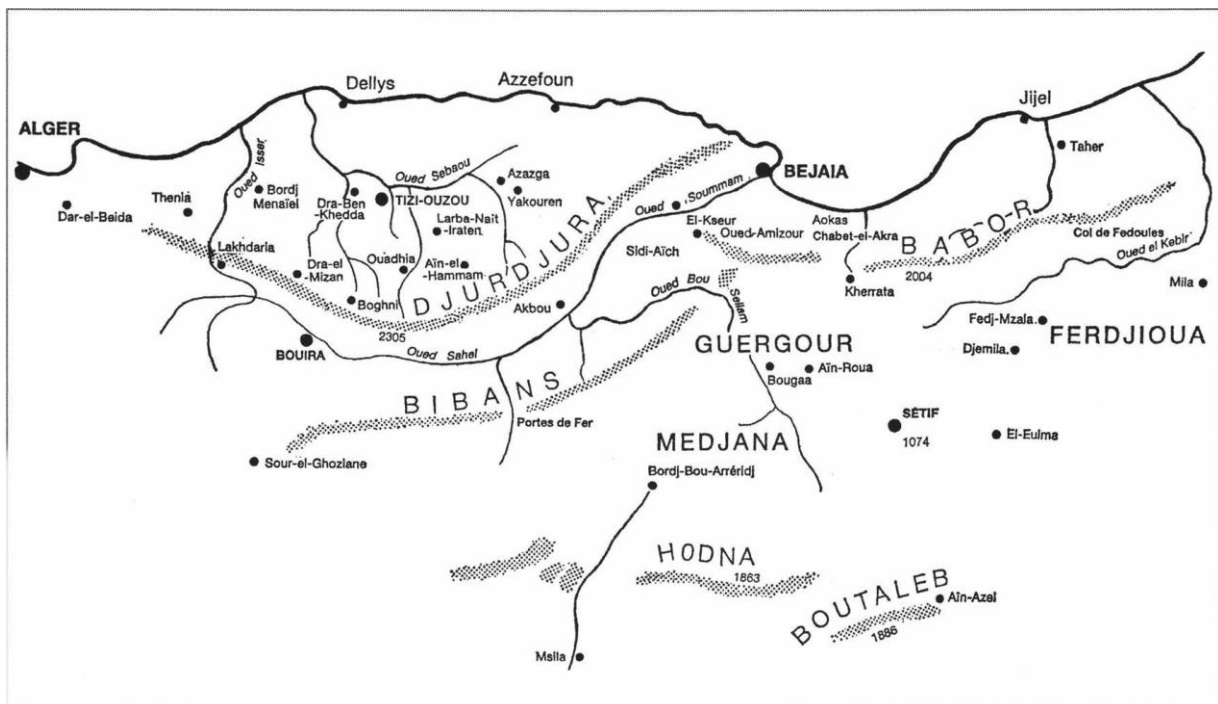 Dellys
Azzefoun
Jijel
ALGER
Oued Isser
Taher
Oued Sebaou
Azazga
BEJAIA
Bordj
Menaïel
Dra-Ben
-Khedda
TIZI-OUZOU
Yakouren
Oued Soummam
Thenia
Dar-el-Beida
Larba-Nait
-Iraten
El-Kseur
Oued-Amizour
Aokas
Chabet-el-Akra
BABOR
Col de Fedoules
Oued el Kebir
Lakhdaria
Dra-el
-Mizan
Ouadhia
Aïn-el
-Hammam
DJURDJURA
Sidi-Aïch
2004
Kherrata
Mila
Boghni
Akbou
Oued Bou
Sellam
2305
BOUIRA
Oued Sahel
GUERGOUR
Fedj-Mzala
FERDJIOUA
Djemila
Bougaa
Aïn-Roua
BIBANS
Portes de Fer
SÉTIF
1074
El-Eulma
MEDJANA
Sour-el-Ghozlane
Bordj-Bou-Arréridj
HODNA
1863
BOUTALEB
Aïn-Azel
1886
Msila